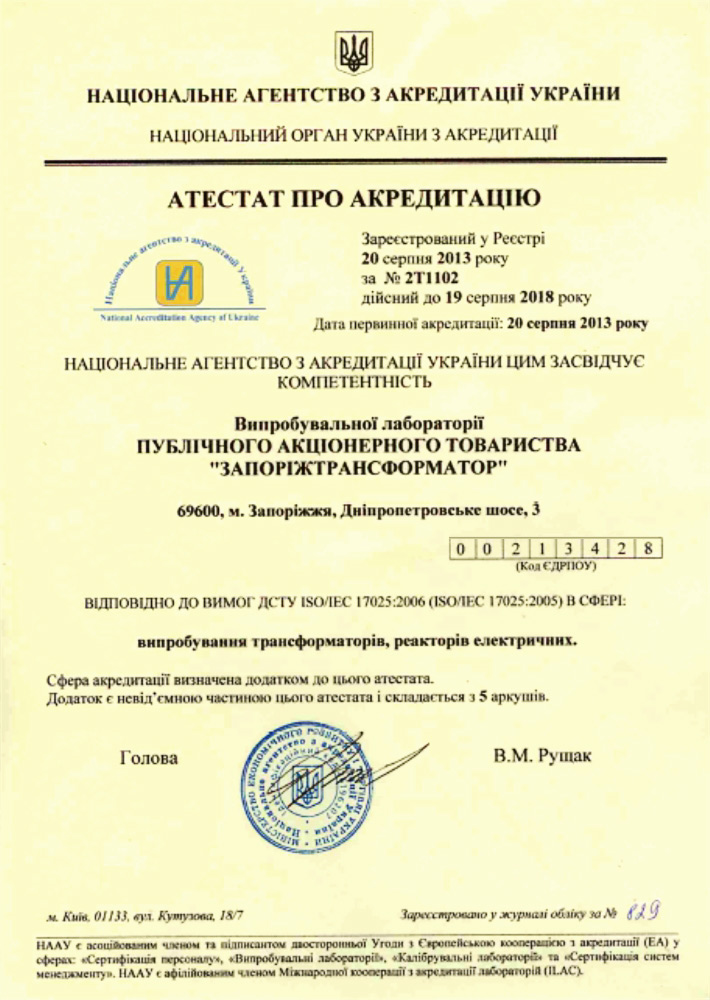 НАЦІОНАЛЬНЕ АГЕНТСТВО З АКРЕДИТАЦІЇ УКРАЇНИ
НАЦІОНАЛЬНИЙ ОРГАН УКРАЇНИ З АКРЕДИТАЦІЇ
АТЕСТАТ ПРО АКРЕДИТАЦІЮ
Національне агентство з акредитації України
National Accreditation Agency of Ukraine
Зареєстрований у Реєстрі
20 серпня 2013 року
за № 2Т1102
дійсний до 19 серпня 2018 року
Дата первинної акредитації: 20 серпня 2013 року
НАЦІОНАЛЬНЕ АГЕНТСТВО З АКРЕДИТАЦІЇ УКРАЇНИ ЦИМ ЗАСВІДЧУЄ
КОМПЕТЕНТНІСТЬ
Випробувальної лабораторії
ПУБЛІЧНОГО АКЦІОНЕРНОГО ТОВАРИСТВА
"ЗАПОРІЖТРАНСФОРМАТОР"
69600, м. Запоріжжя, Дніпропетровське шосе, 3
0 0 2 1 3 4 2 8
(Код ЄДРПОУ)
ВІДПОВІДНО ДО ВИМОГ ДСТУ ISO/IEC 17025:2006 (ISO/IEC 17025:2005) В СФЕРІ:
випробування трансформаторів, реакторів електричних.
Сфера акредитації визначена додатком до цього атестата.
Додаток є невід’ємною частиною цього атестата і складається з 5 аркушів.
Голова
В.М. Рущак
м. Київ, 01133, вул. Кутузова, 18/7
Зареєстровано у журналі обліку за № 829
НААУ є асоційованим членом та підписантом двосторонньої Угоди з Європейською кооперацією з акредитації (EA) у
сферах: «Сертифікація персоналу», «Випробувальні лабораторії», «Калібрувальні лабораторії» та «Сертифікація систем
менеджменту». НААУ є афілійованим членом Міжнародної кооперації з акредитації лабораторій (ILAC).